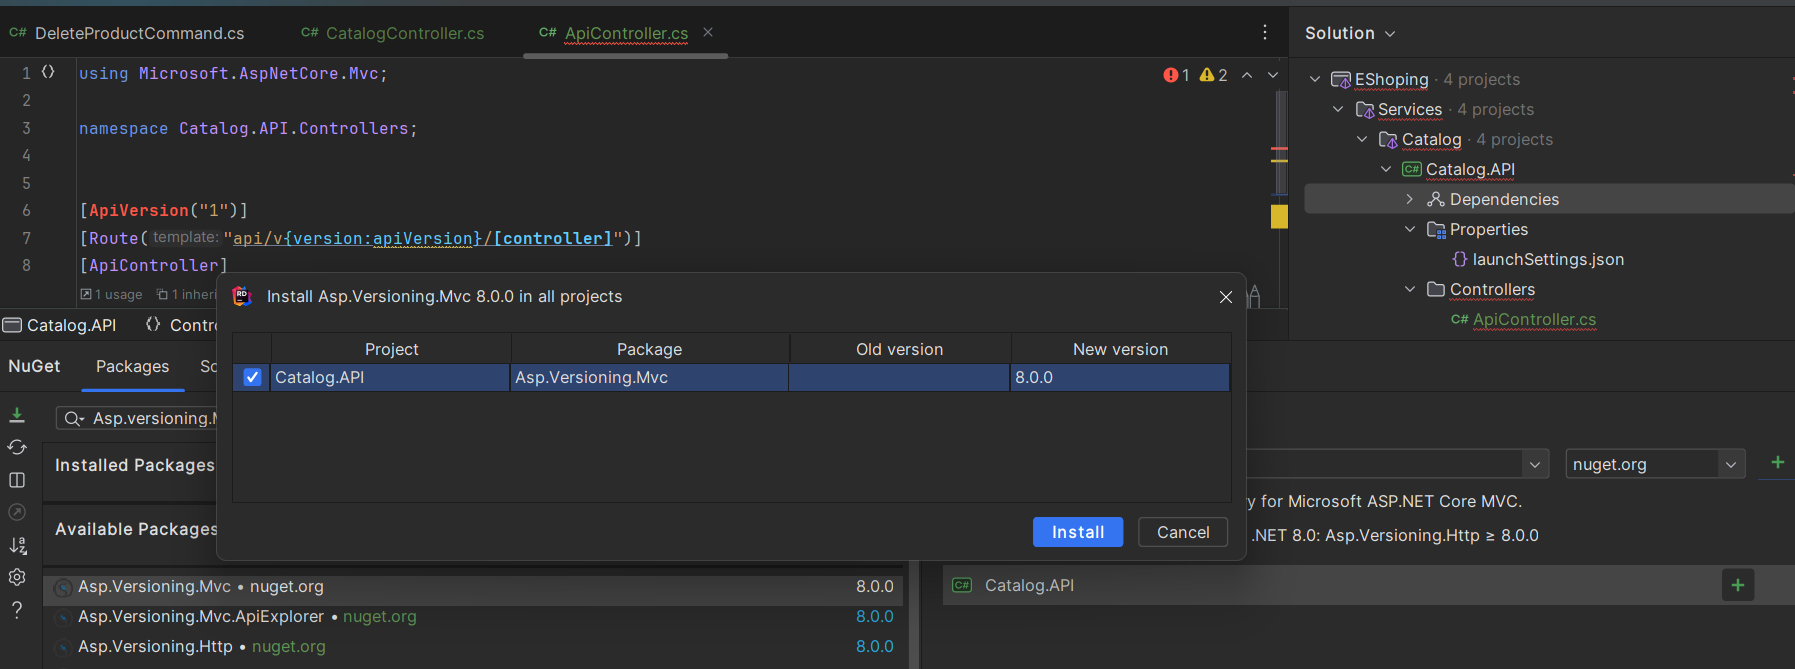 C# DeleteProductCommand.cs
C# CatalogController.cs
C# ApiController.cs
1 using Microsoft.AspNetCore.Mvc;
2
3 namespace Catalog.API.Controllers;
4
5
6 [ApiVersion("1")]
7 [Route(template:"api/v{version:apiVersion}/[controller]")]
8 [ApiController]
1 usage 1 inheri
1 2
Solution
EShoping · 4 projects
Services · 4 projects
Catalog · 4 projects
C# Catalog.API
Dependencies
Properties
{} launchSettings.json
Controllers
C# ApiController.cs
Catalog.API Contro
NuGet Packages So
Asp.versioning.M
Installed Packages
Available Packages
Asp.Versioning.Mvc • nuget.org 8.0.0
Asp.Versioning.Mvc.ApiExplorer • nuget.org 8.0.0
Asp.Versioning.Http • nuget.org 8.0.0
RD Install Asp.Versioning.Mvc 8.0.0 in all projects
Project Package Old version New version
Catalog.API Asp.Versioning.Mvc 8.0.0
Install Cancel
nuget.org
y for Microsoft ASP.NET Core MVC.
.NET 8.0: Asp.Versioning.Http ≥ 8.0.0
C# Catalog.API